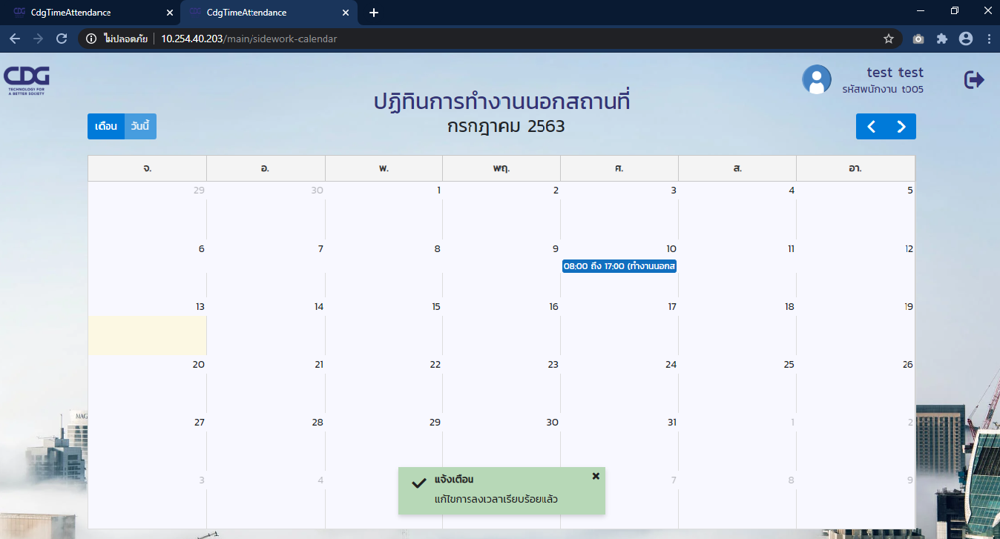 CdgTimeAttendance
CdgTimeAttendance
ไม่ปลอดภัย
10.254.40.203/main/sidework-calendar
CDG
TECHNOLOGY FOR
A BETTER SOCIETY
test test
รหัสพนักงาน t005
ปฏิทินการทำงานนอกสถานที่
กรกฎาคม 2563
เดือน วันนี้
จ. อ. พ. พฤ. ศ. ส. อา.
29 30 1 2 3 4 5
6 7 8 9 10 11 12
08:00 ถึง 17:00 (ทำงานนอกส
13 14 15 16 17 18 19
20 21 22 23 24 25 26
27 28 29 30 31 1 2
MAG
3 4 7 8 9
แจ้งเตือน
แก้ไขการลงเวลาเรียบร้อยแล้ว